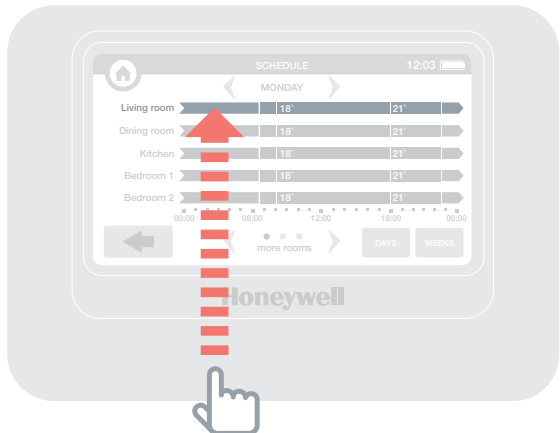 SCHEDULE 12:03
MONDAY
Living room 18° 21°
Dining room 18° 21°
Kitchen 18° 21°
Bedroom 1 18° 21°
Bedroom 2 18° 21°
00:00 06:00 12:00 18:00 00:00
more rooms DAYS WEEKS
Honeywell